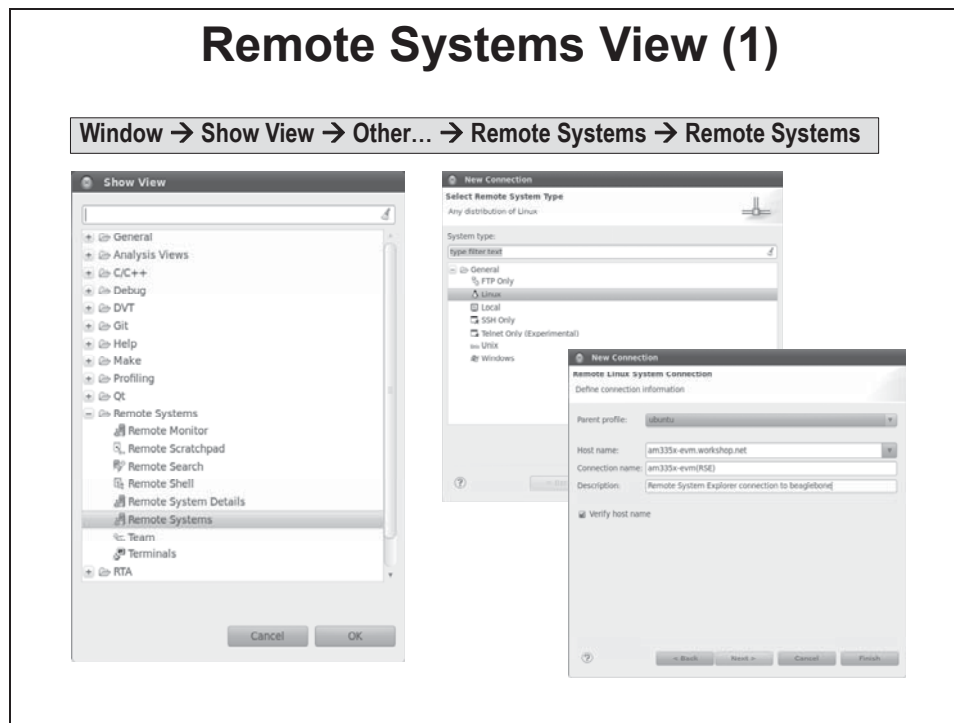 Remote Systems View (1)
Window → Show View → Other… → Remote Systems → Remote Systems
Show View
General
Analysis Views
C/C++
Debug
DVT
Git
Help
Make
Profiling
Qt
Remote Systems
Remote Monitor
Remote Scratchpad
Remote Search
Remote Shell
Remote System Details
Remote Systems
Team
Terminals
RTA
Cancel
OK
New Connection
Select Remote System Type
Any distribution of Linux
System type:
type filter text
General
FTP Only
Linux
Local
SSH Only
Telnet Only (Experimental)
Unix
Windows
New Connection
Remote Linux System Connection
Define connection information
Parent profile:
ubuntu
Host name:
am335x-evm.workshop.net
Connection name:
am335x-evm(RSE)
Description:
Remote System Explorer connection to beaglebone
Verify host name
< Back
Next >
Cancel
Finish